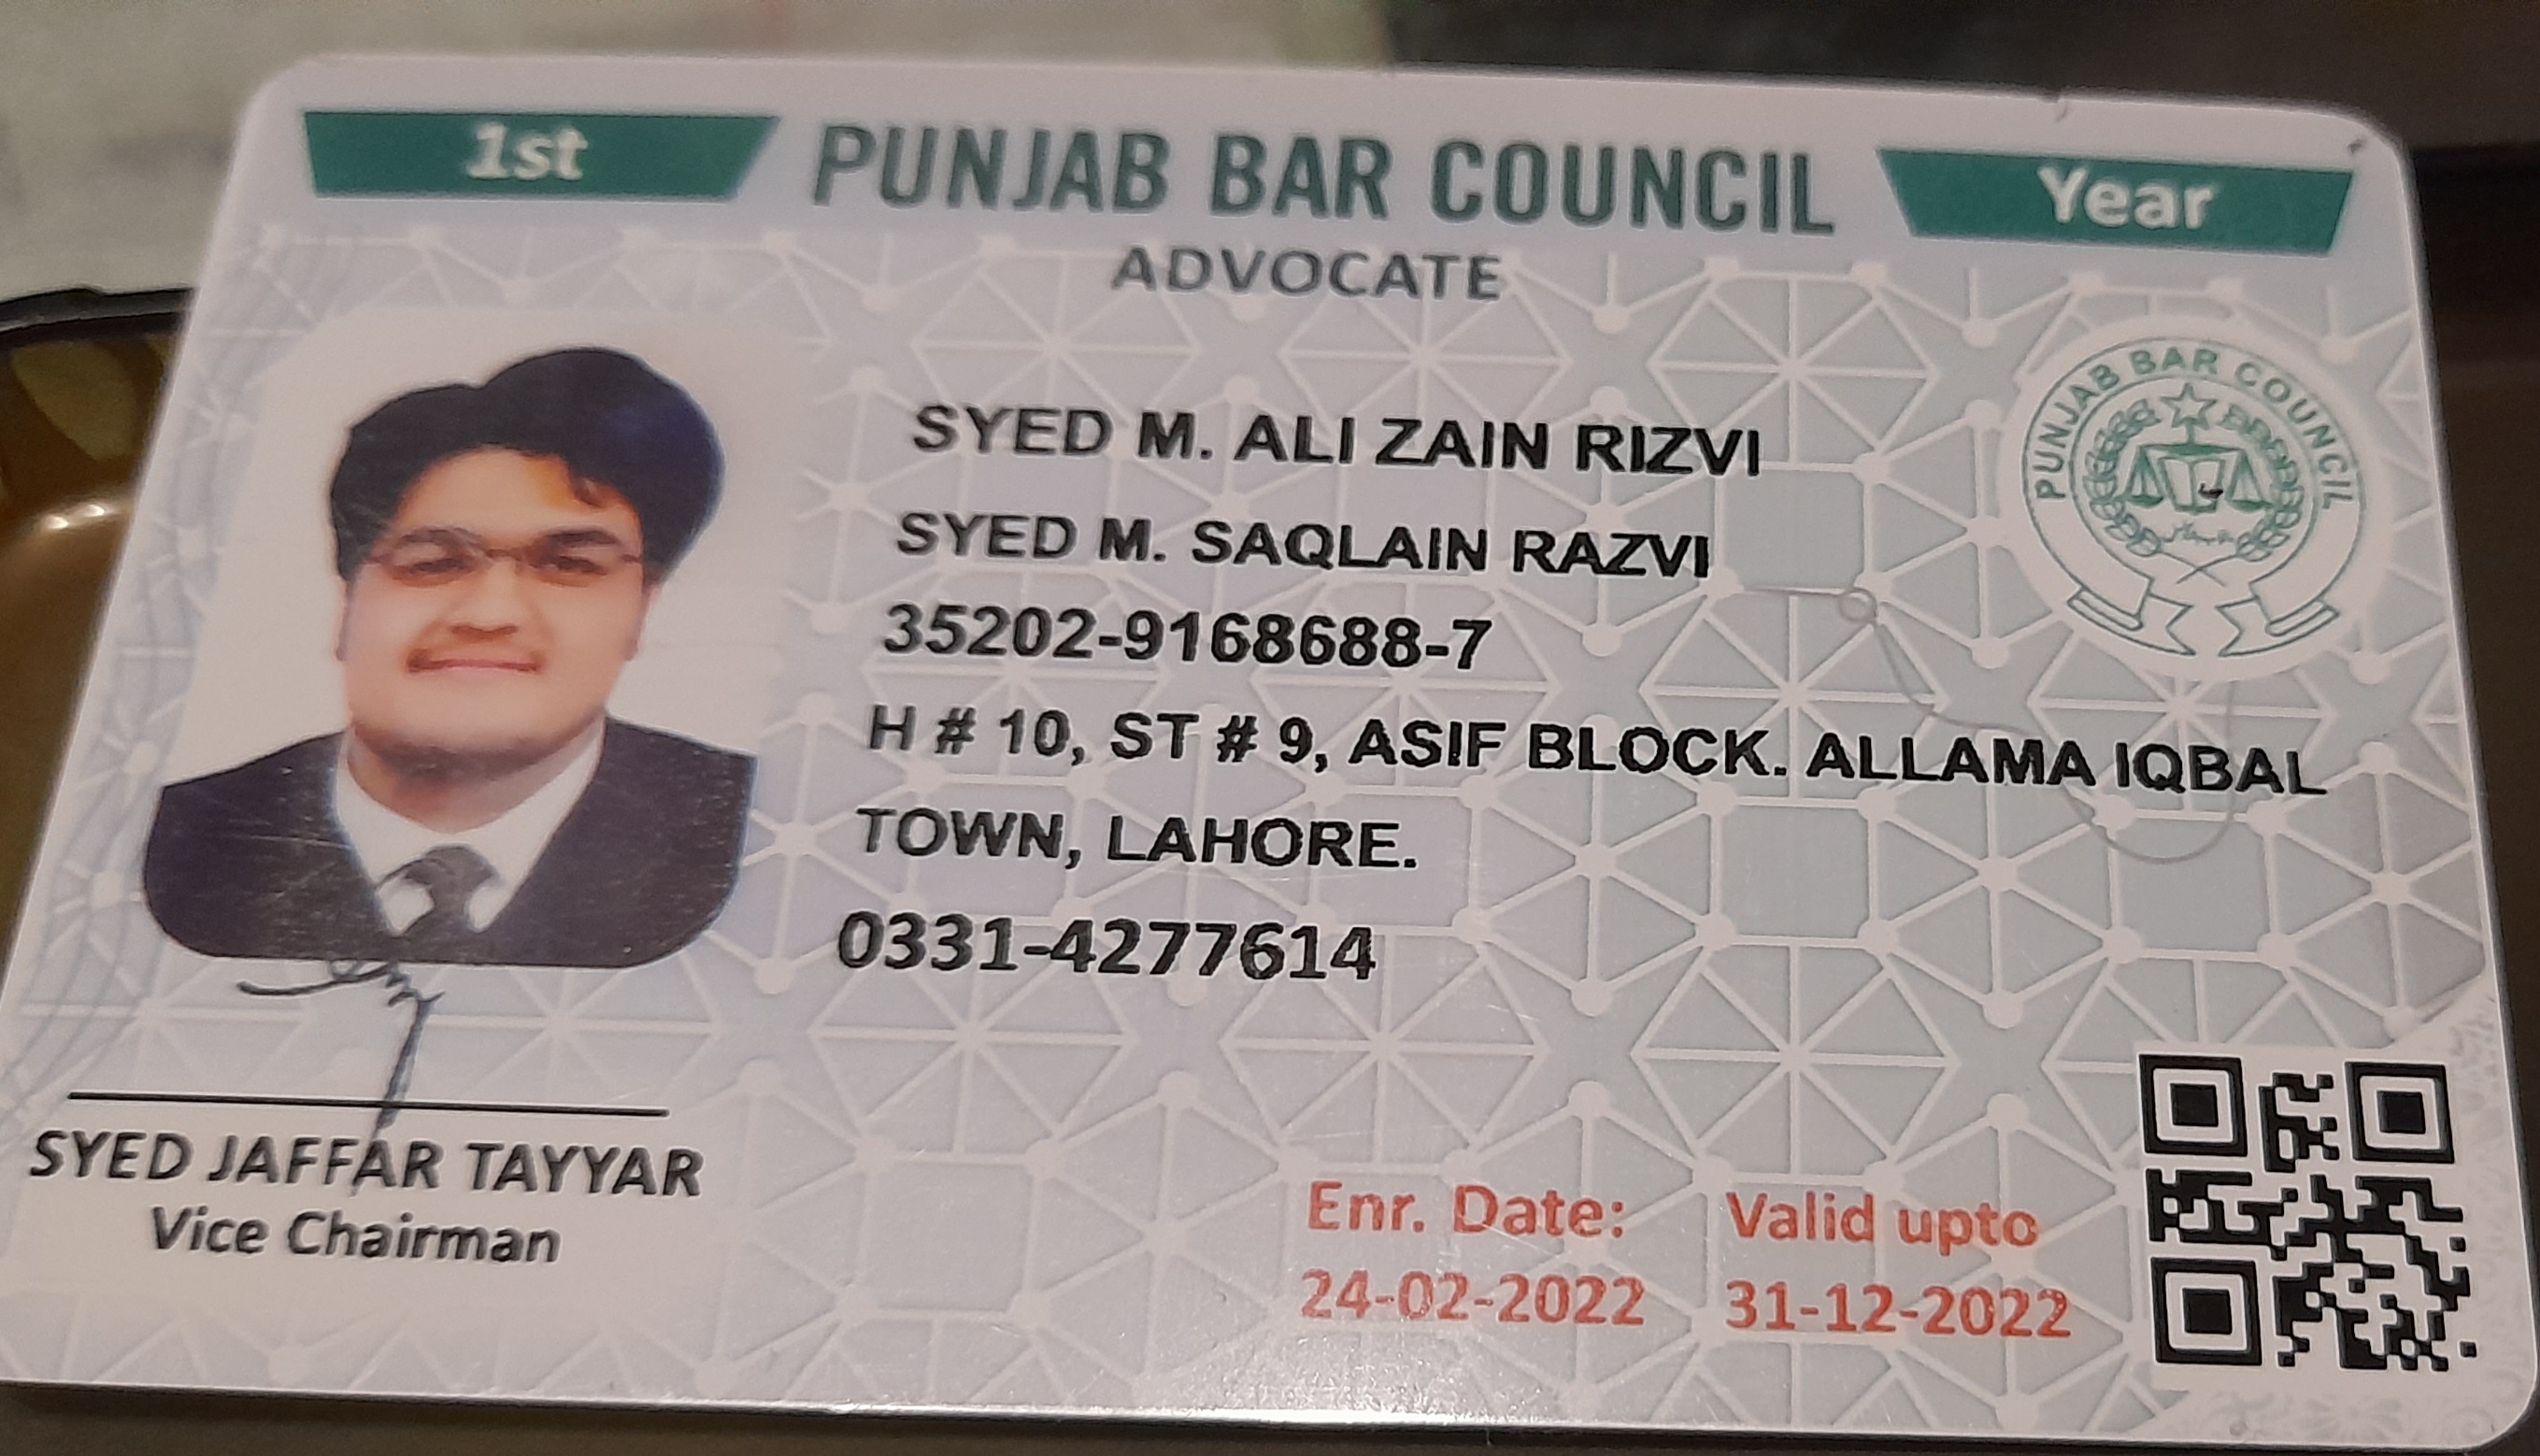 1st PUNJAB BAR COUNCIL Year
ADVOCATE
PUNJAB BAR COUNCIL
SYED M. ALI ZAIN RIZVI
SYED M. SAQLAIN RAZVI
35202-9168688-7
H # 10, ST # 9, ASIF BLOCK. ALLAMA IQBAL
TOWN, LAHORE.
0331-4277614
SYED JAFFAR TAYYAR
Vice Chairman
Enr. Date: Valid upto
24-02-2022 31-12-2022